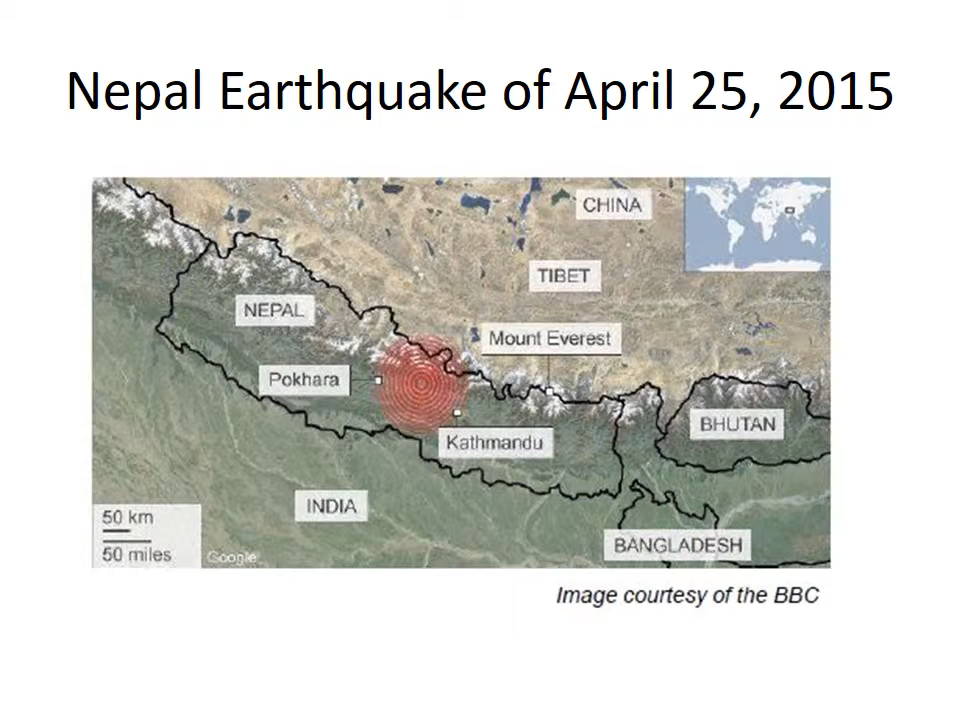 Nepal Earthquake of April 25, 2015
CHINA
TIBET
NEPAL
Mount Everest
Pokhara
BHUTAN
Kathmandu
INDIA
50 km
50 miles
Google
BANGLADESH
Image courtesy of the BBC